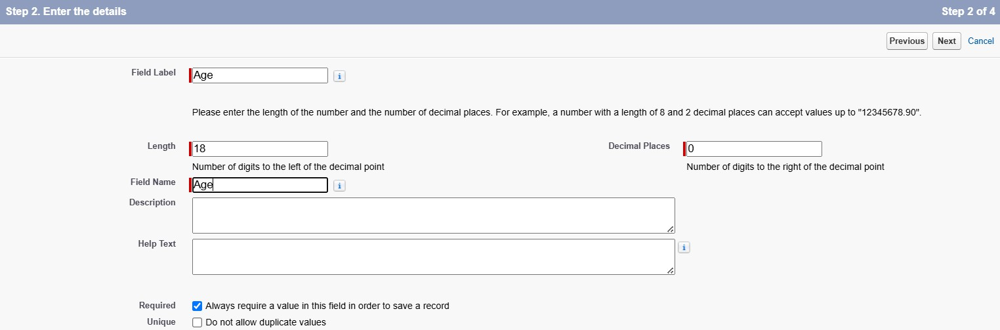 Step 2. Enter the details Step 2 of 4
Previous Next Cancel
Field Label Age i
Please enter the length of the number and the number of decimal places. For example, a number with a length of 8 and 2 decimal places can accept values up to "12345678.90".
Length 18 Decimal Places 0
Number of digits to the left of the decimal point Number of digits to the right of the decimal point
Field Name Age i
Description
Help Text i
Required Always require a value in this field in order to save a record
Unique Do not allow duplicate values